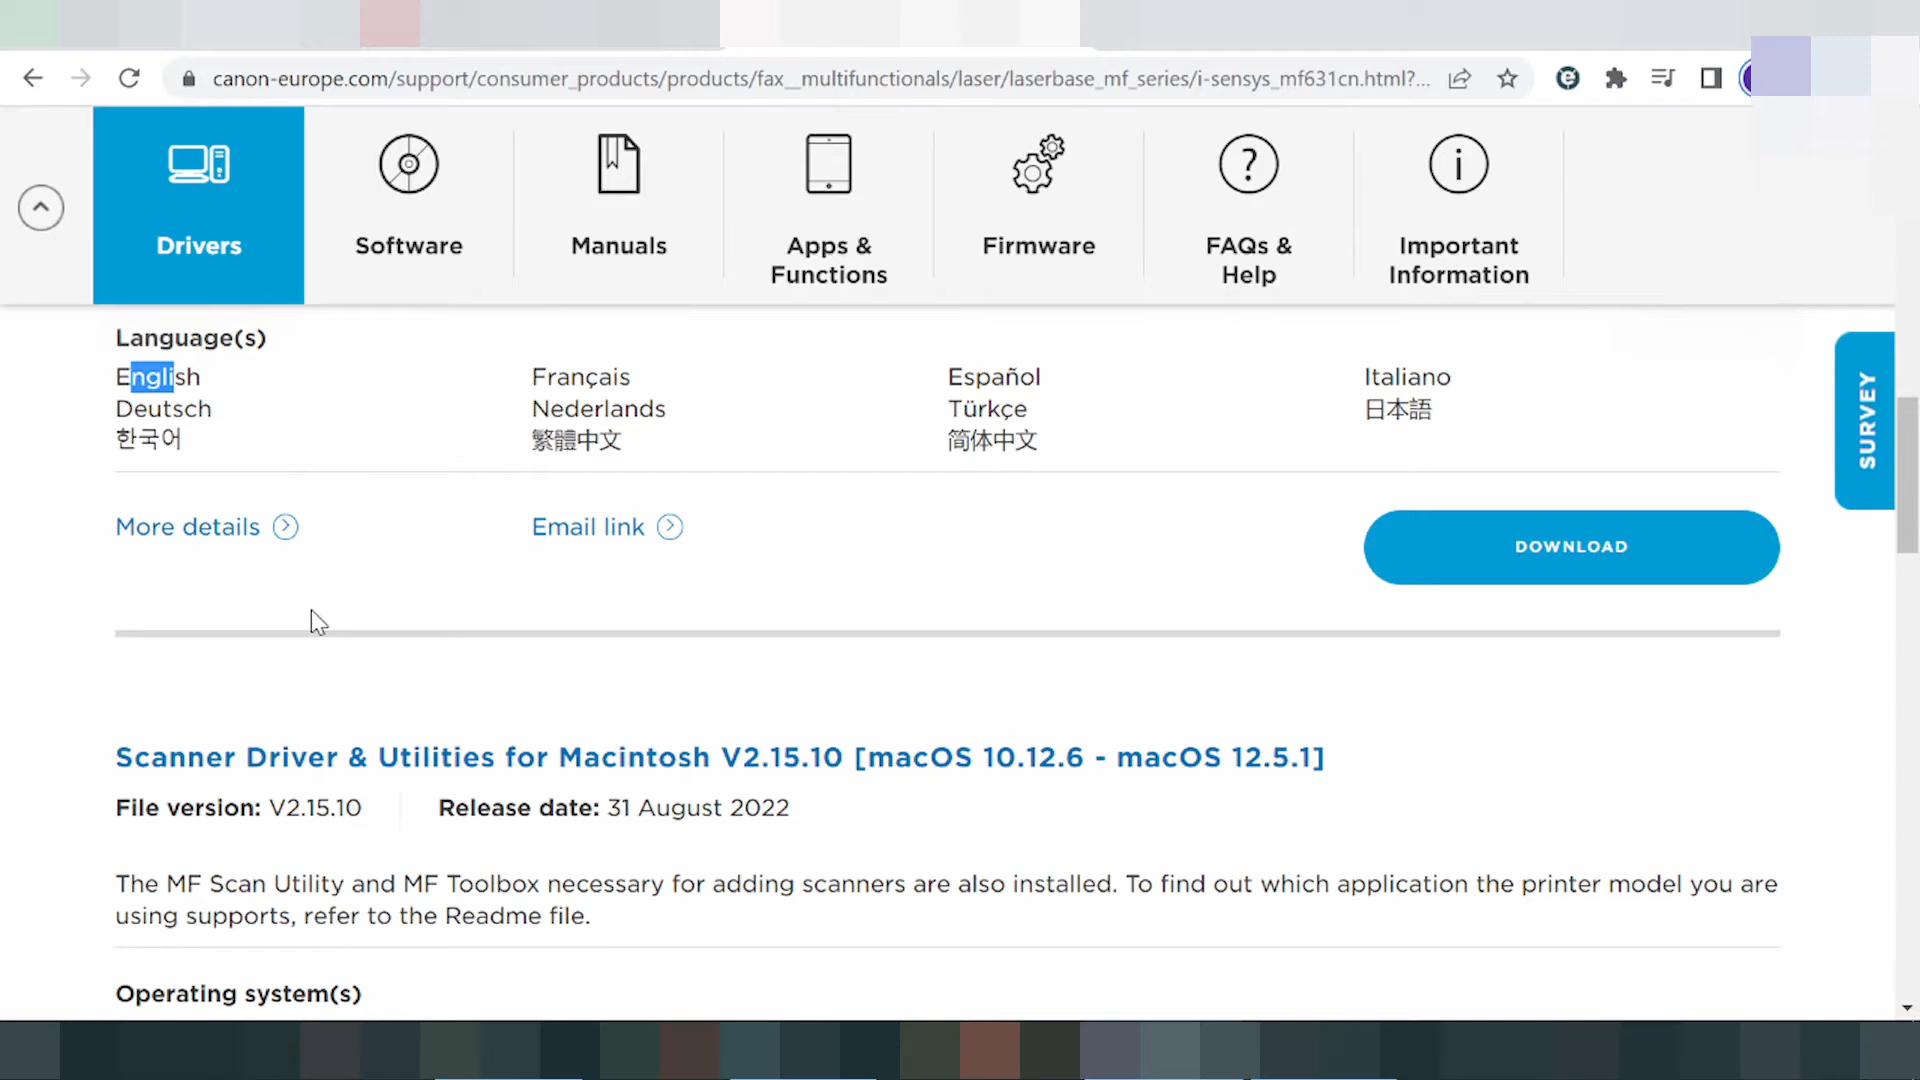 canon-europe.com/support/consumer_products/products/fax__multifunctionals/laser/laserbase_mf_series/i-sensys_mf631cn.html?...
Drivers
Software
Manuals
Apps &
Functions
Firmware
FAQs &
Help
Important
Information
Language(s)
English Français Español Italiano
Deutsch Nederlands Türkçe 日本語
한국어 繁體中文 简体中文
SURVEY
More details Email link
DOWNLOAD
Scanner Driver & Utilities for Macintosh V2.15.10 [macOS 10.12.6 - macOS 12.5.1]
File version: V2.15.10 Release date: 31 August 2022
The MF Scan Utility and MF Toolbox necessary for adding scanners are also installed. To find out which application the printer model you are
using supports, refer to the Readme file.
Operating system(s)